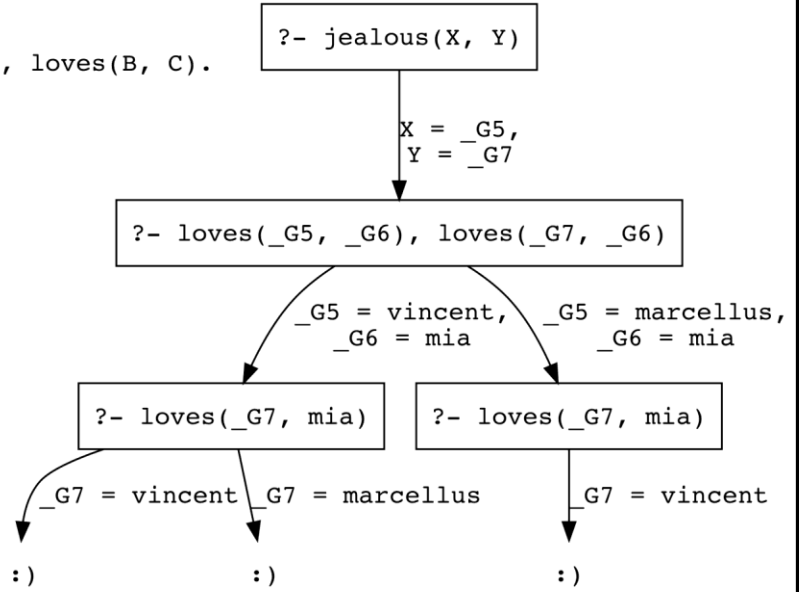 ?- jealous(X, Y)
, loves(B, C).
X = _G5,
Y = _G7
?- loves(_G5, _G6), loves(_G7, _G6)
_G5 = vincent,
_G6 = mia
_G5 = marcellus,
_G6 = mia
?- loves(_G7, mia)
?- loves(_G7, mia)
_G7 = vincent
_G7 = marcellus
_G7 = vincent
:)
:)
:)